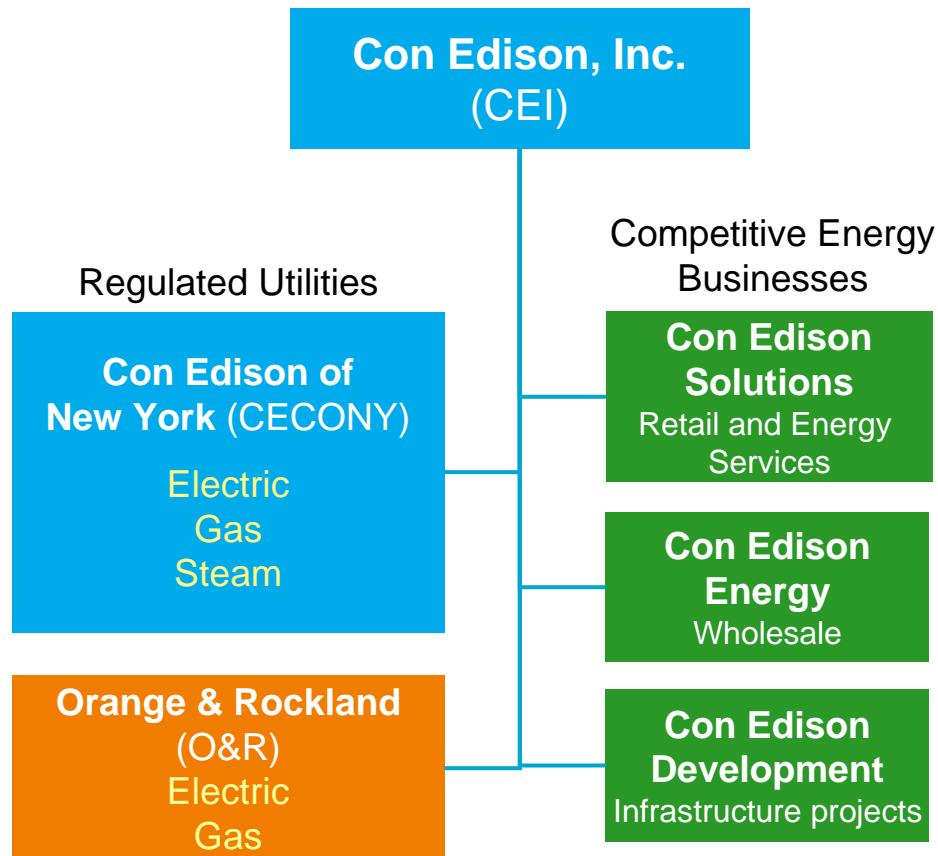 Con Edison, Inc.
(CEI)
Regulated Utilities
Con Edison of
New York (CECONY)
Electric
Gas
Steam
Orange & Rockland
(O&R)
Electric
Gas
Competitive Energy
Businesses
Con Edison
Solutions
Retail and Energy
Services
Con Edison
Energy
Wholesale
Con Edison
Development
Infrastructure projects